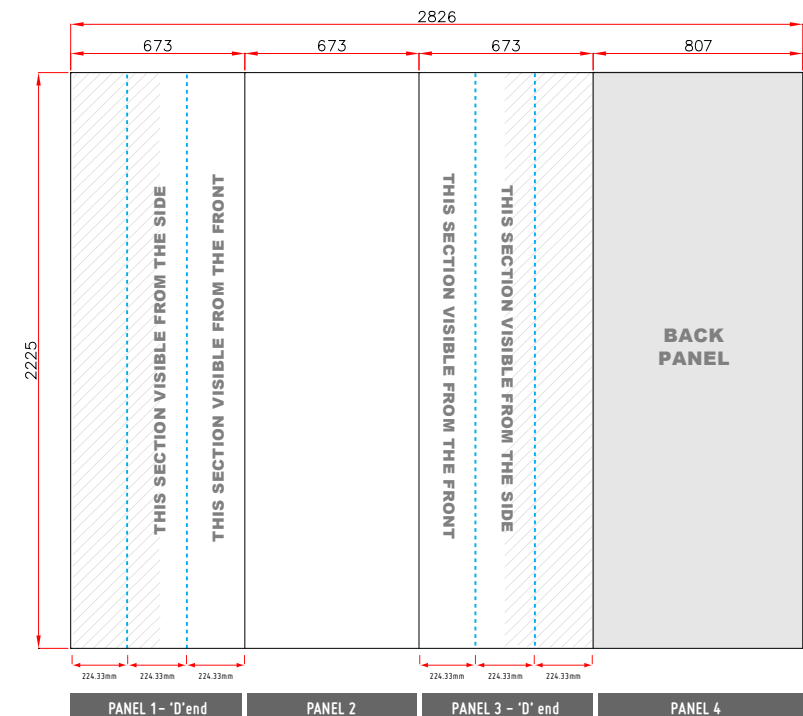 2826
673
673
673
807
2225
THIS SECTION VISIBLE FROM THE SIDE
THIS SECTION VISIBLE FROM THE FRONT
THIS SECTION VISIBLE FROM THE FRONT
THIS SECTION VISIBLE FROM THE SIDE
BACK
PANEL
224.33mm
224.33mm
224.33mm
224.33mm
224.33mm
224.33mm
PANEL 1- 'D'end
PANEL 2
PANEL 3 - 'D' end
PANEL 4